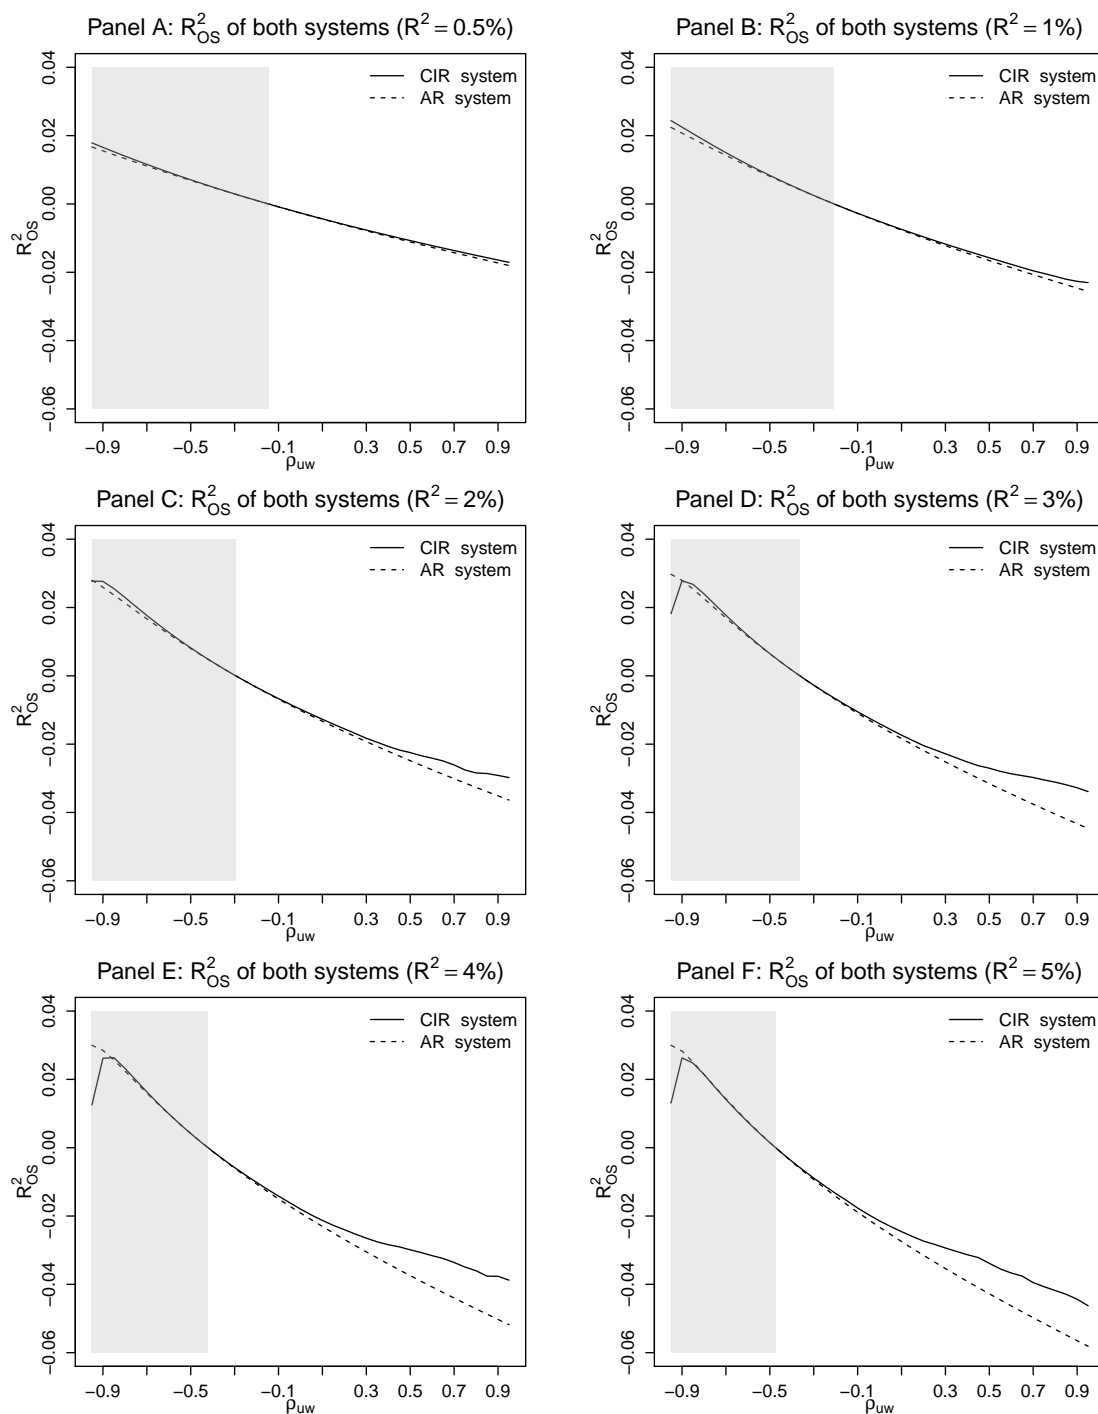 Panel A: R²OS of both systems (R² = 0.5%)
CIR system
AR system
R²OS
0.04
0.02
0.00
−0.02
−0.04
−0.06
−0.9 −0.5 −0.1 0.3 0.7 0.9
ρuw
Panel B: R²OS of both systems (R² = 1%)
CIR system
AR system
R²OS
0.04
0.02
0.00
−0.02
−0.04
−0.06
−0.9 −0.5 −0.1 0.3 0.5 0.7 0.9
ρuw
Panel C: R²OS of both systems (R² = 2%)
CIR system
AR system
R²OS
0.04
0.02
0.00
−0.02
−0.04
−0.06
−0.9 −0.5 −0.1 0.3 0.5 0.7 0.9
ρuw
Panel D: R²OS of both systems (R² = 3%)
CIR system
AR system
R²OS
0.04
0.02
0.00
−0.02
−0.04
−0.06
−0.9 −0.5 −0.1 0.3 0.5 0.7 0.9
ρuw
Panel E: R²OS of both systems (R² = 4%)
CIR system
AR system
R²OS
0.04
0.02
0.00
−0.02
−0.04
−0.06
−0.9 −0.5 −0.1 0.3 0.5 0.7 0.9
ρuw
Panel F: R²OS of both systems (R² = 5%)
CIR system
AR system
R²OS
0.04
0.02
0.00
−0.02
−0.04
−0.06
−0.9 −0.5 −0.1 0.3 0.5 0.7 0.9
ρuw